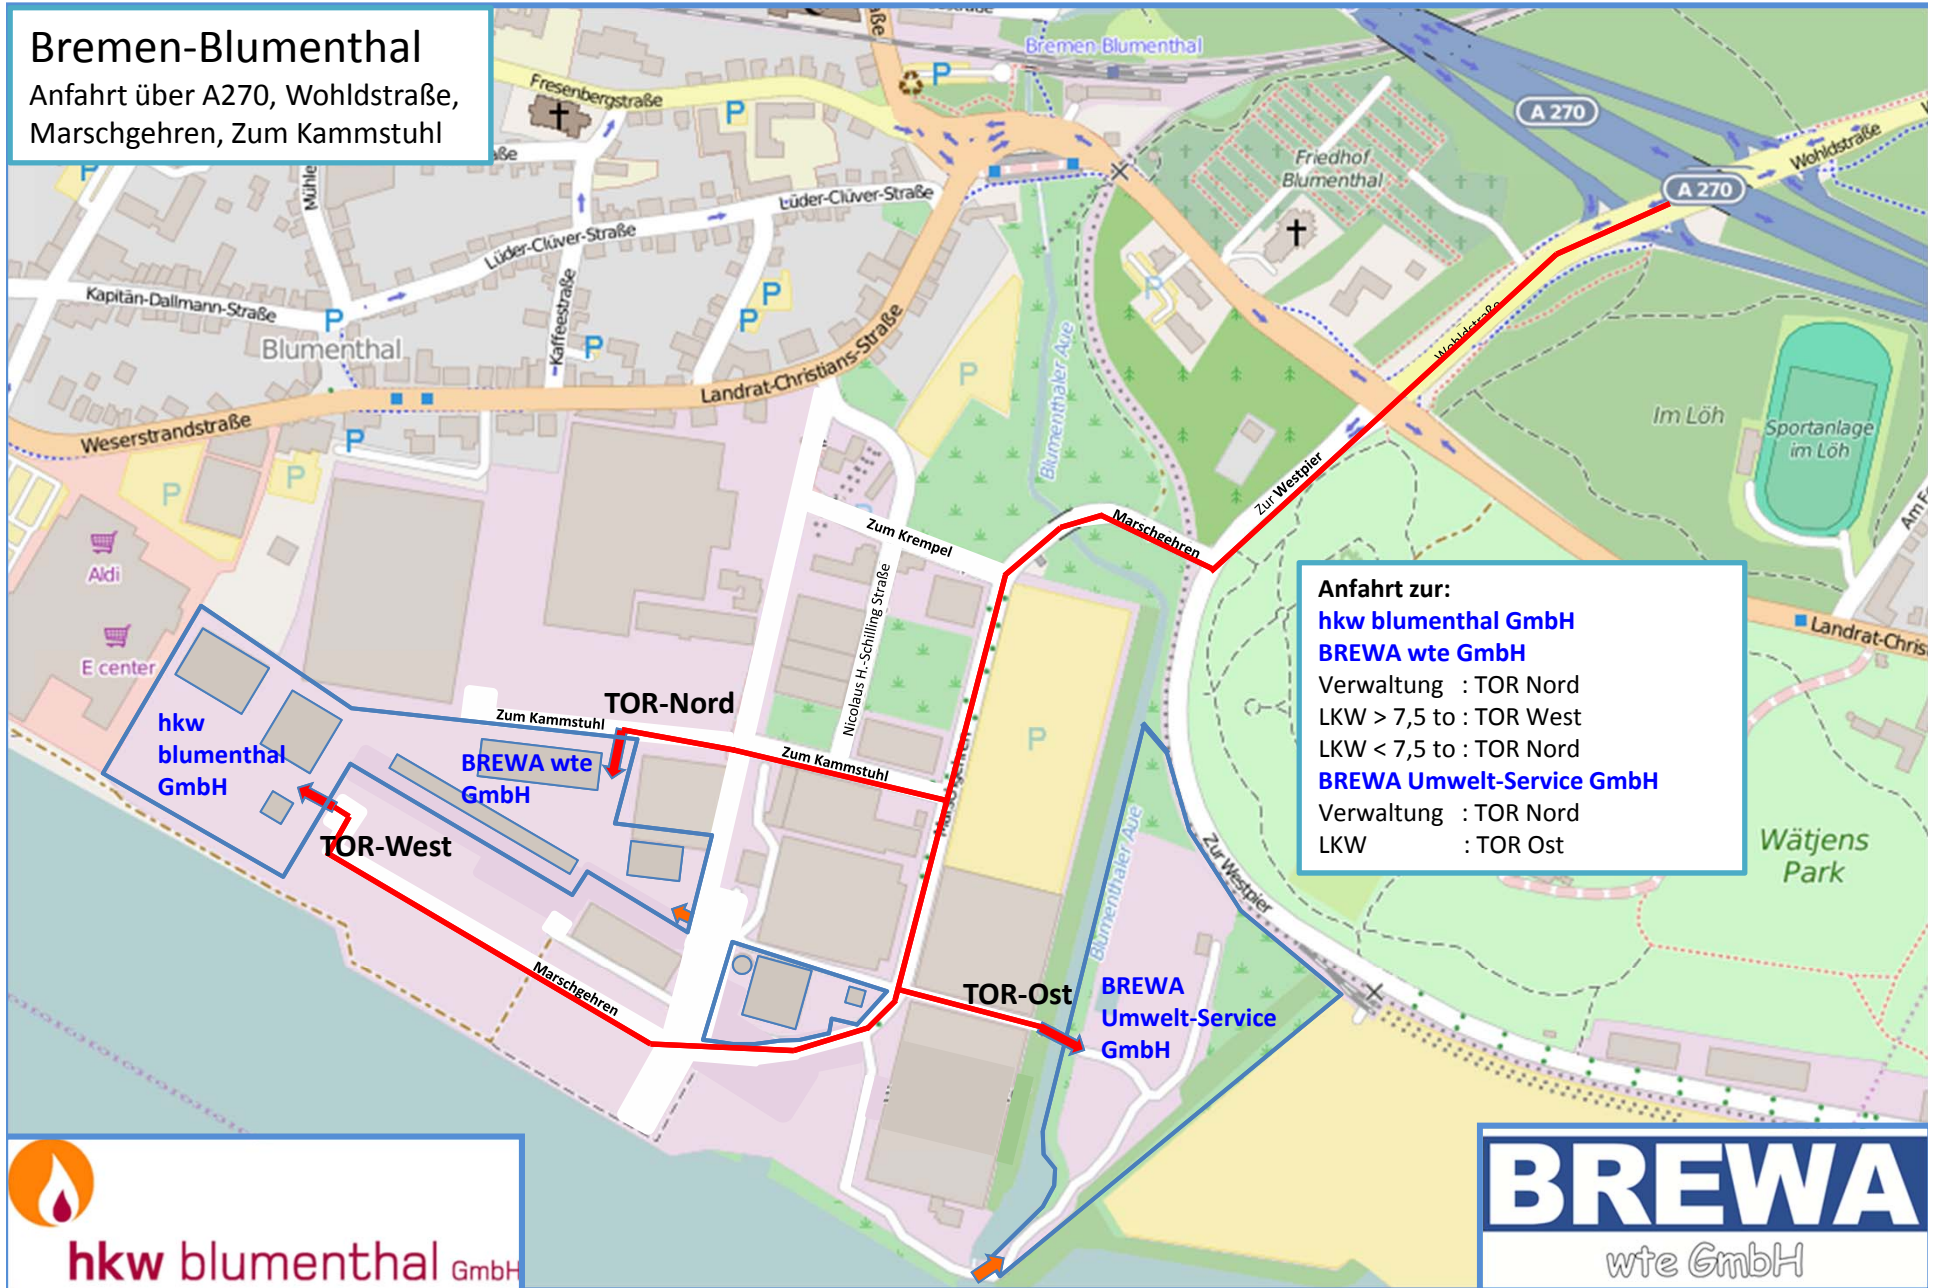 Bremen-Blumenthal
Anfahrt über A270, Wohldstraße,
Marschgehren, Zum Kammstuhl
Bremen Blumenthal
Fresenbergstraße
P
P
P
A 270
A 270
Wohldstraße
Friedhof
Blumenthal
Mühle
aße
aße
Lüder-Clüver-Straße
Lüder-Clüver-Straße
Kapitän-Dallmann-Straße
P
Blumenthal
Kaffeestraße
P
P
P
P
P
Landrat-Christians-Straße
Blumenthaler Aue
Wohldstraße
Im Löh
Sportanlage
im Löh
Weserstrandstraße
P
P
P
Zur Westpier
Am F
Zum Krempel
Marschgehren
Aldi
Nicolaus H.-Schilling Straße
E center
Anfahrt zur:
hkw blumenthal GmbH
BREWA wte GmbH
Verwaltung : TOR Nord
LKW > 7,5 to : TOR West
LKW < 7,5 to : TOR Nord
BREWA Umwelt-Service GmbH
Verwaltung : TOR Nord
LKW : TOR Ost
Landrat-Chris
TOR-Nord
Zum Kammstuhl
Zum Kammstuhl
P
hkw
blumenthal
GmbH
BREWA wte
GmbH
Marschgehren
TOR-West
Wätjens
Park
Zur Westpier
Blumenthaler Aue
Marschgehren
TOR-Ost
BREWA
Umwelt-Service
GmbH
hkw blumenthal GmbH
BREWA
wte GmbH